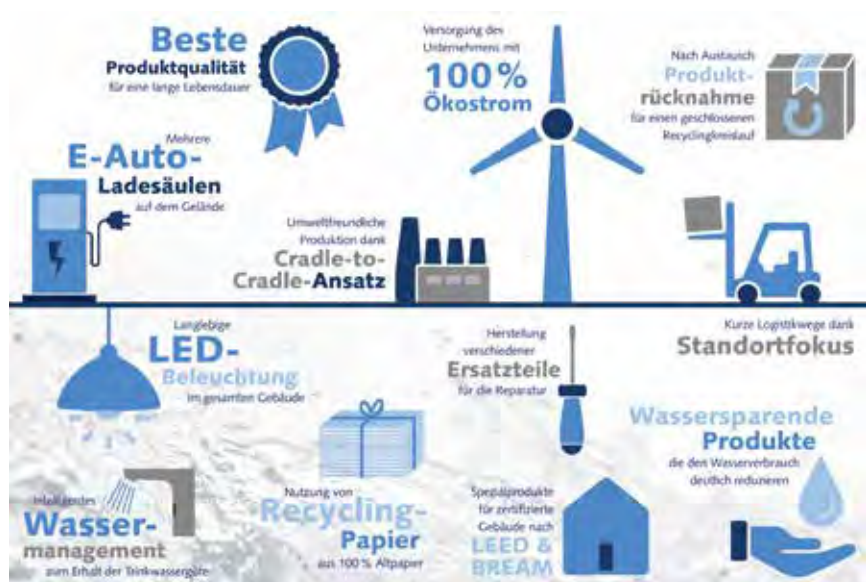 Beste
Produktqualität
für eine lange Lebensdauer
Versorgung des
Unternehmens mit
100 %
Ökostrom
Nach Austausch
Produkt-
rücknahme
für einen geschlossenen
Recyclingkreislauf
Mehrere
E-Auto-
Ladesäulen
auf dem Gelände
Umweltfreundliche
Produktion dank
Cradle-to-
Cradle-Ansatz
Langlebige
LED-
Beleuchtung
im gesamten Gebäude
Herstellung
verschiedener
Ersatzteile
für die Reparatur
Kurze Logistikwege dank
Standortfokus
Wassersparende
Produkte
die den Wasserverbrauch
deutlich reduzieren
Intelligentes
Wasser-
management
zum Erhalt der Trinkwassergüte
Nutzung von
Recycling-
Papier
aus 100 % Altpapier
Spezialprodukte
für zertifizierte
Gebäude nach
LEED &
BREAM